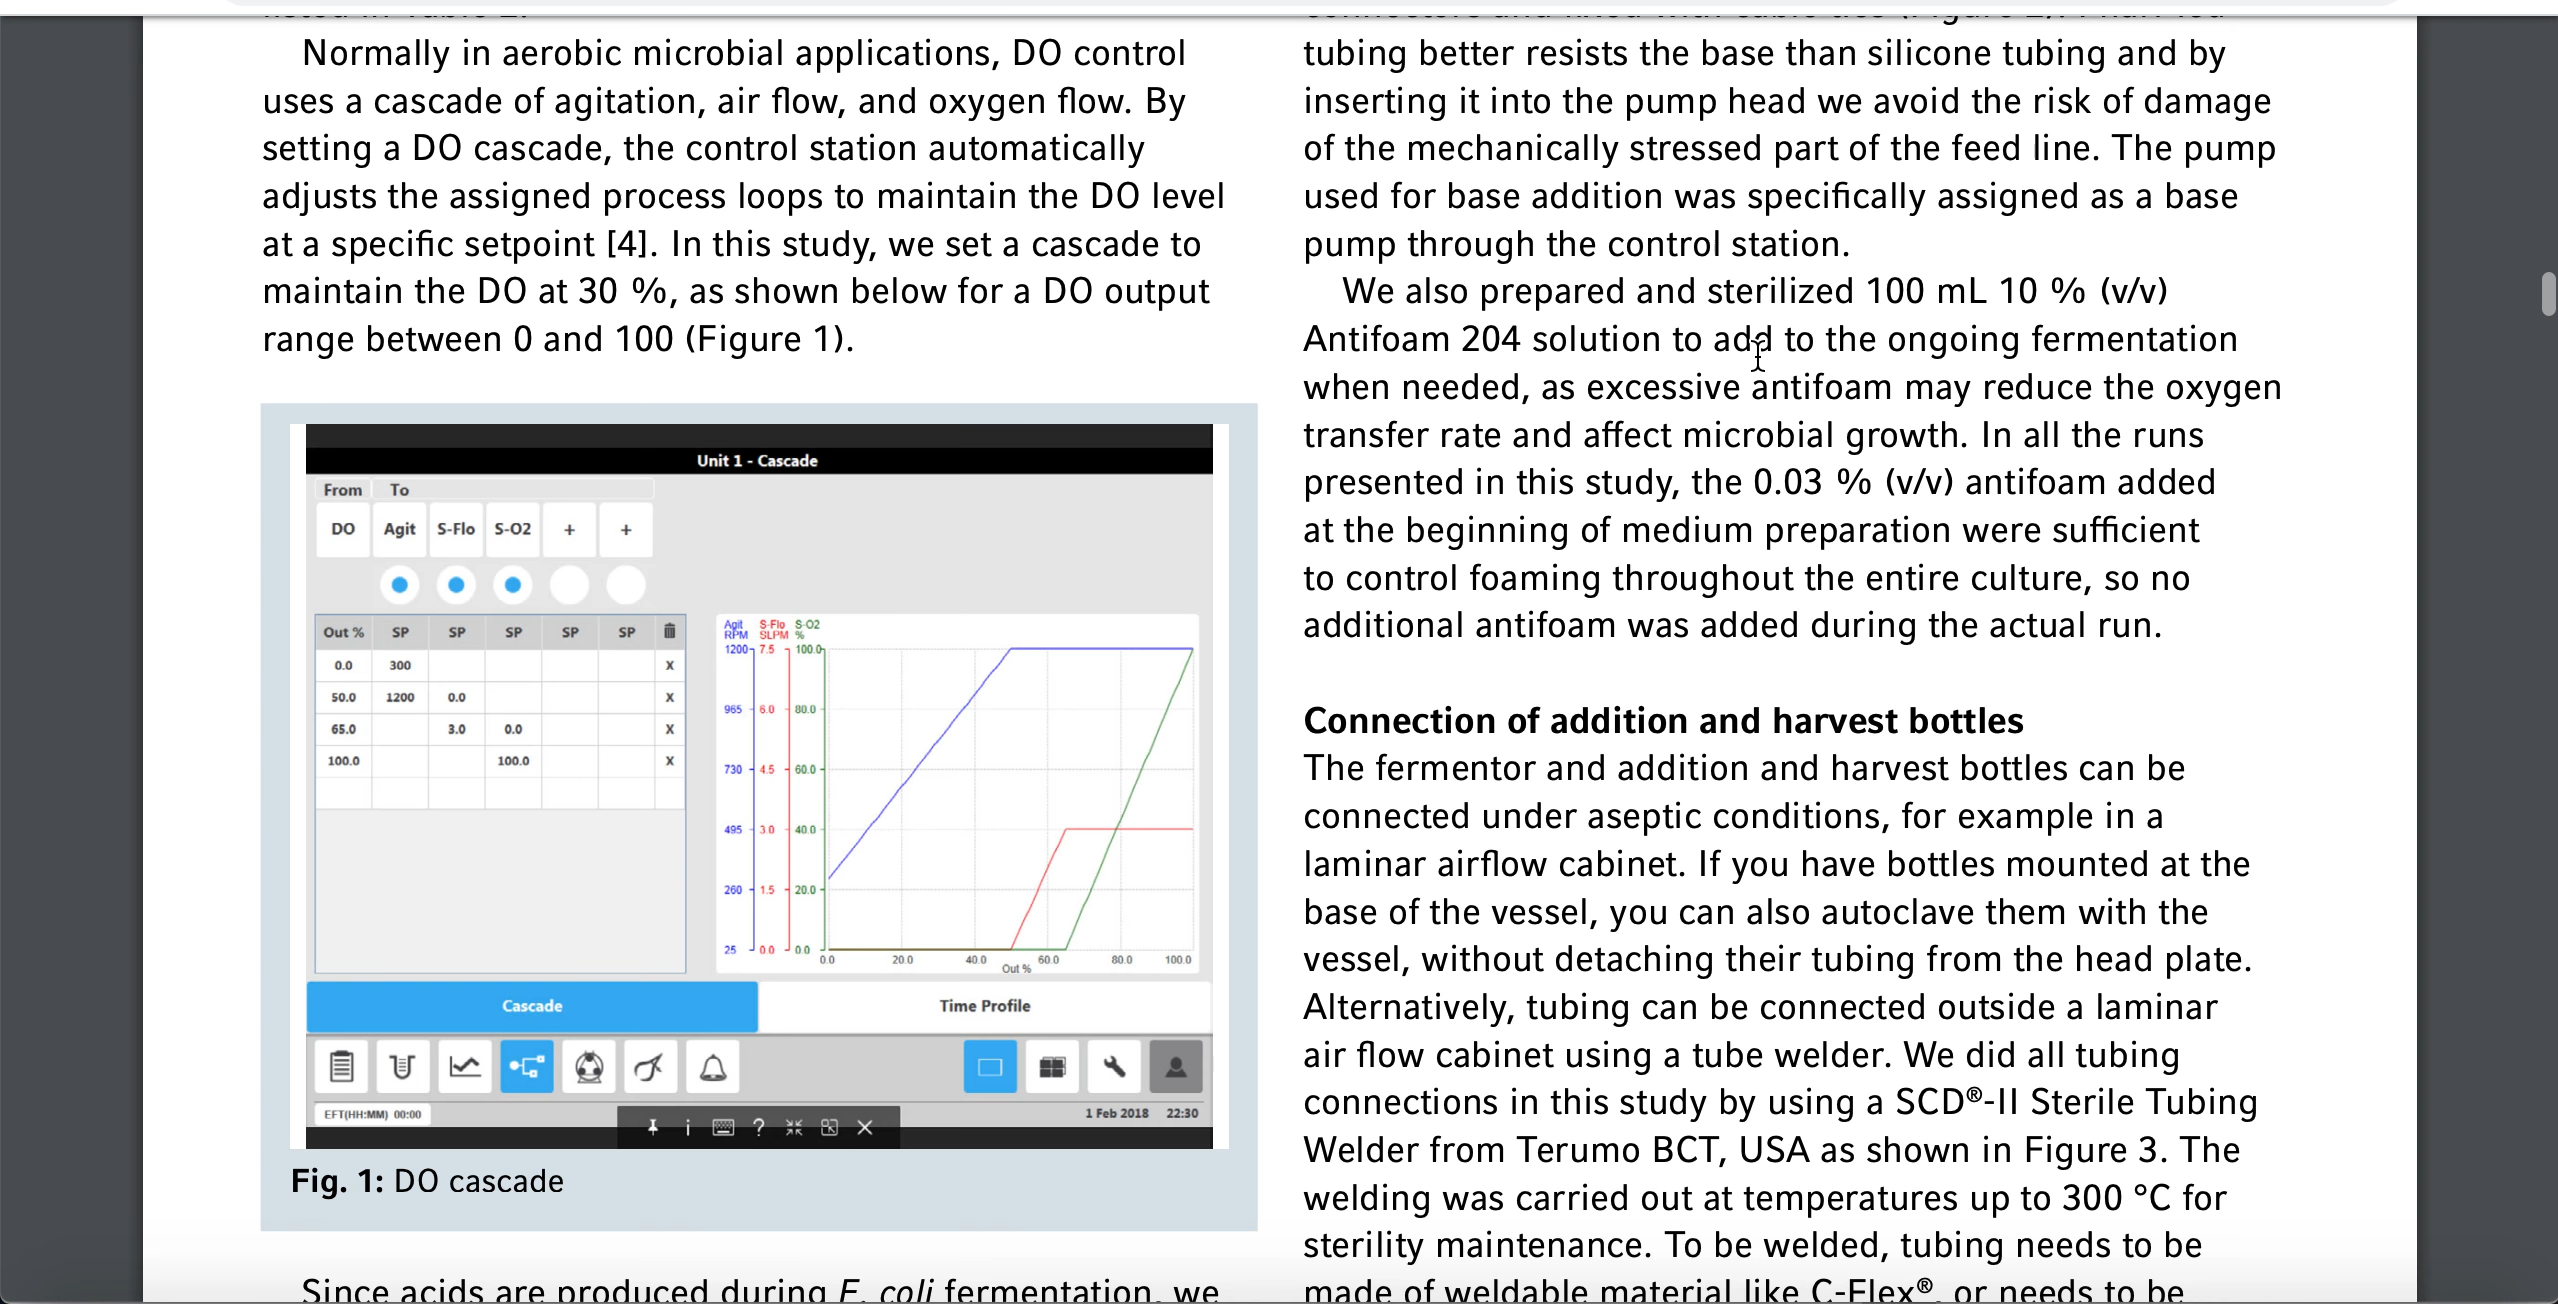 Normally in aerobic microbial applications, DO control
uses a cascade of agitation, air flow, and oxygen flow. By
setting a DO cascade, the control station automatically
adjusts the assigned process loops to maintain the DO level
at a specific setpoint [4]. In this study, we set a cascade to
maintain the DO at 30 %, as shown below for a DO output
range between 0 and 100 (Figure 1).
Unit 1 - Cascade
From To
DO Agit S-Flo S-O2 + +
Out % SP SP SP SP SP
0.0 300 X
50.0 1200 0.0 X
65.0 3.0 0.0 X
100.0 100.0 X
Agit S-Flo S-O2
RPM SLPM %
1200 7.5 100.0
965 6.0 80.0
730 4.5 60.0
495 3.0 40.0
260 1.5 20.0
25 0.0 0.0
0.0 20.0 40.0 60.0 80.0 100.0
Out %
Cascade Time Profile
EFT(HH:MM) 00:00
1 Feb 2018 22:30
Fig. 1: DO cascade
Since acids are produced during E. coli fermentation, we
tubing better resists the base than silicone tubing and by
inserting it into the pump head we avoid the risk of damage
of the mechanically stressed part of the feed line. The pump
used for base addition was specifically assigned as a base
pump through the control station.
We also prepared and sterilized 100 mL 10 % (v/v)
Antifoam 204 solution to add to the ongoing fermentation
when needed, as excessive antifoam may reduce the oxygen
transfer rate and affect microbial growth. In all the runs
presented in this study, the 0.03 % (v/v) antifoam added
at the beginning of medium preparation were sufficient
to control foaming throughout the entire culture, so no
additional antifoam was added during the actual run.
Connection of addition and harvest bottles
The fermentor and addition and harvest bottles can be
connected under aseptic conditions, for example in a
laminar airflow cabinet. If you have bottles mounted at the
base of the vessel, you can also autoclave them with the
vessel, without detaching their tubing from the head plate.
Alternatively, tubing can be connected outside a laminar
air flow cabinet using a tube welder. We did all tubing
connections in this study by using a SCD®-II Sterile Tubing
Welder from Terumo BCT, USA as shown in Figure 3. The
welding was carried out at temperatures up to 300 °C for
sterility maintenance. To be welded, tubing needs to be
made of weldable material like C-Flex®, or needs to be